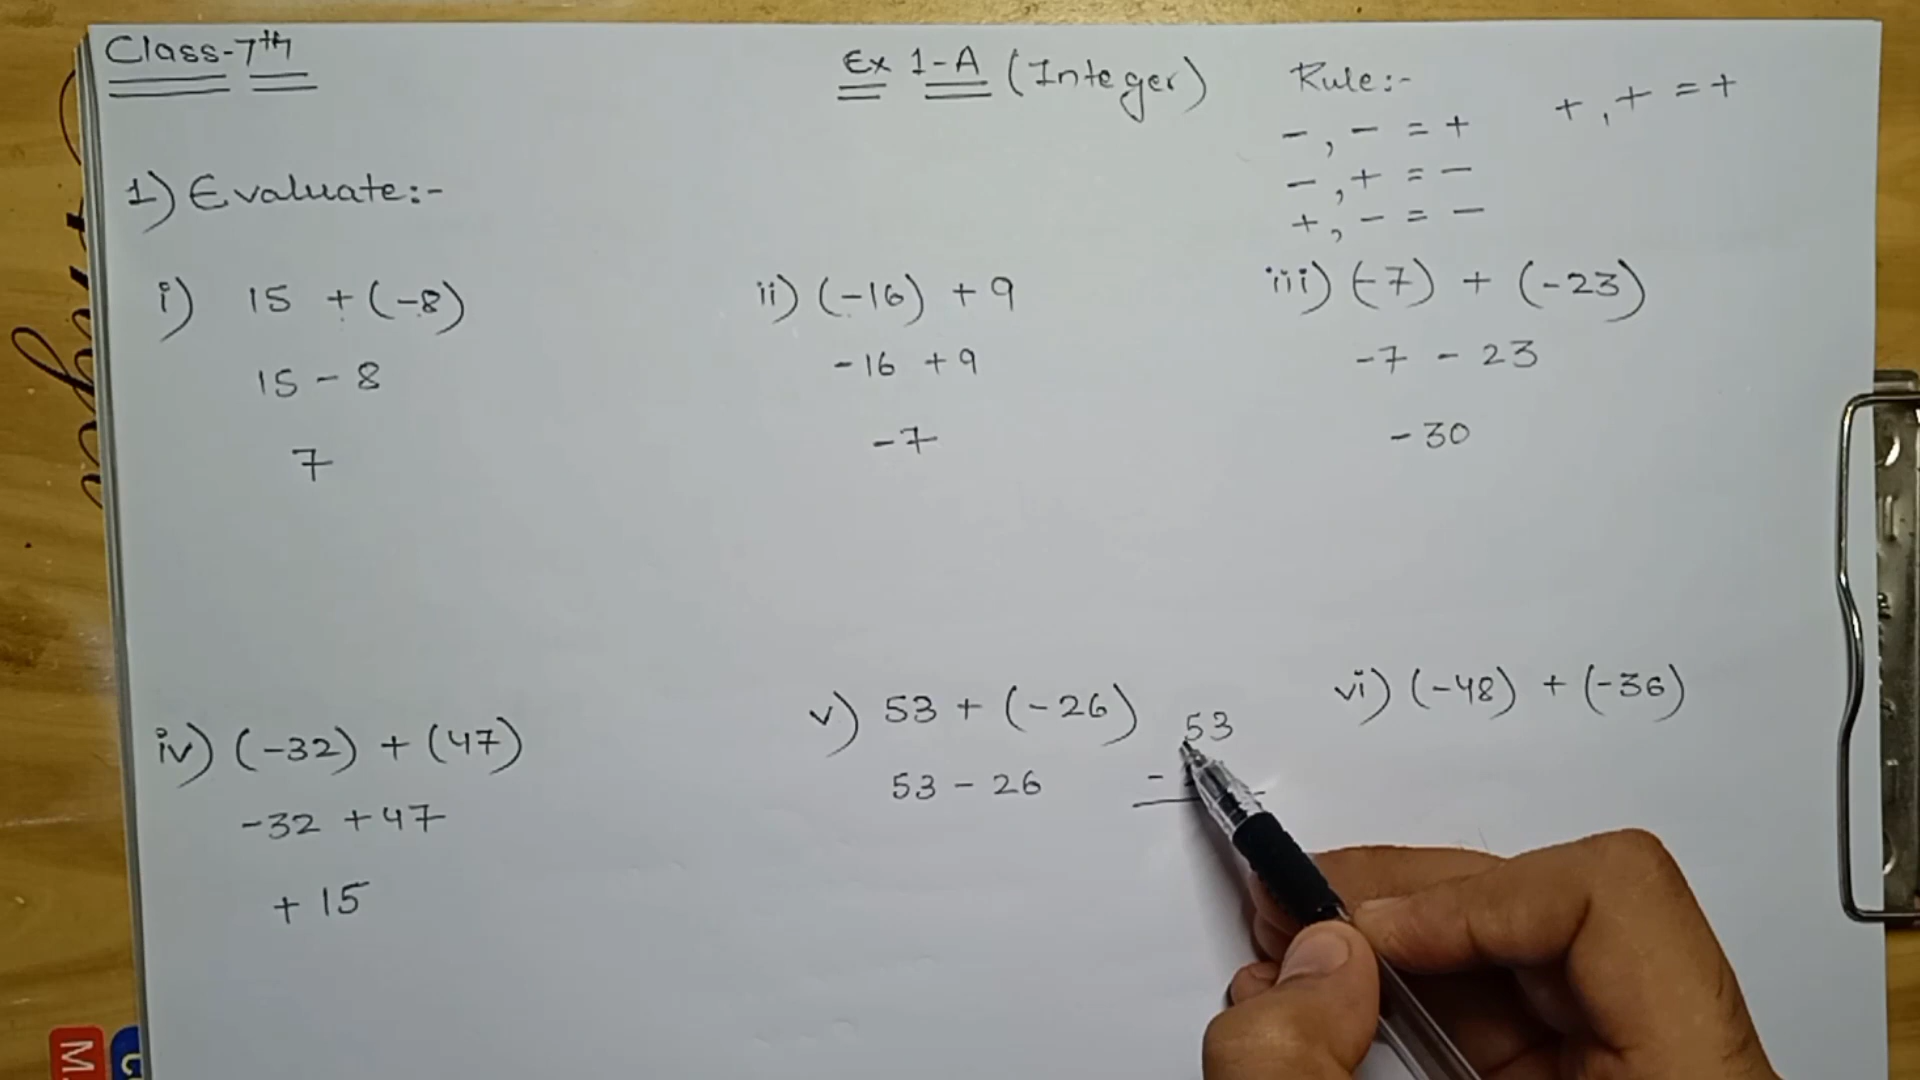 Class-7th
Ex 1-A (Integer)
Rule:-
-, - = +
+, + = +
-, + = -
+, - = -
1) Evaluate:-
i) 15 + (-8)
15 - 8
7
ii) (-16) + 9
-16 + 9
-7
iii) (-7) + (-23)
-7 - 23
-30
iv) (-32) + (47)
-32 + 47
+ 15
v) 53 + (-26)
53 - 26
53
-
vi) (-48) + (-36)
M